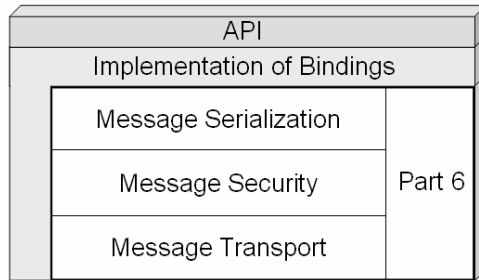 API
Implementation of Bindings
Message Serialization
Message Security
Part 6
Message Transport